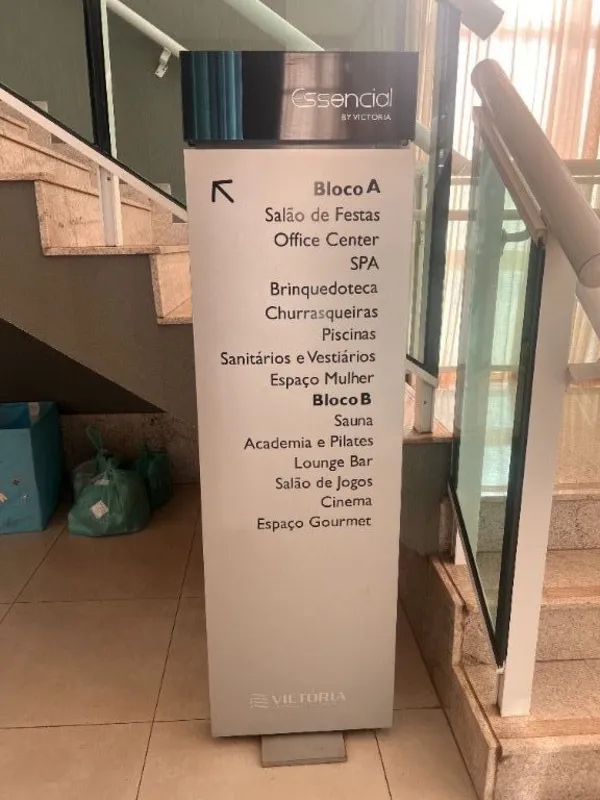 Essencial
BY VICTORIA
Bloco A
Salão de Festas
Office Center
SPA
Brinquedoteca
Churrasqueiras
Piscinas
Sanitários e Vestiários
Espaço Mulher
Bloco B
Sauna
Academia e Pilates
Lounge Bar
Salão de Jogos
Cinema
Espaço Gourmet
VICTORIA